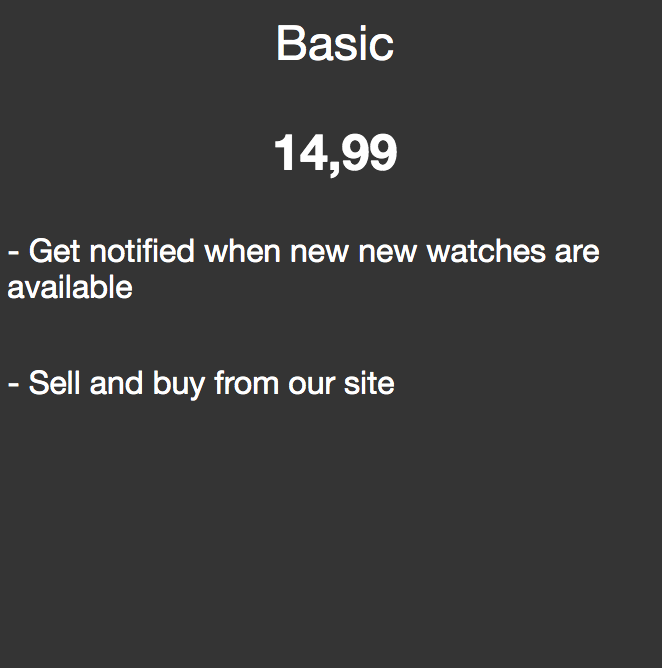 Basic
14,99
- Get notified when new new watches are
available
- Sell and buy from our site